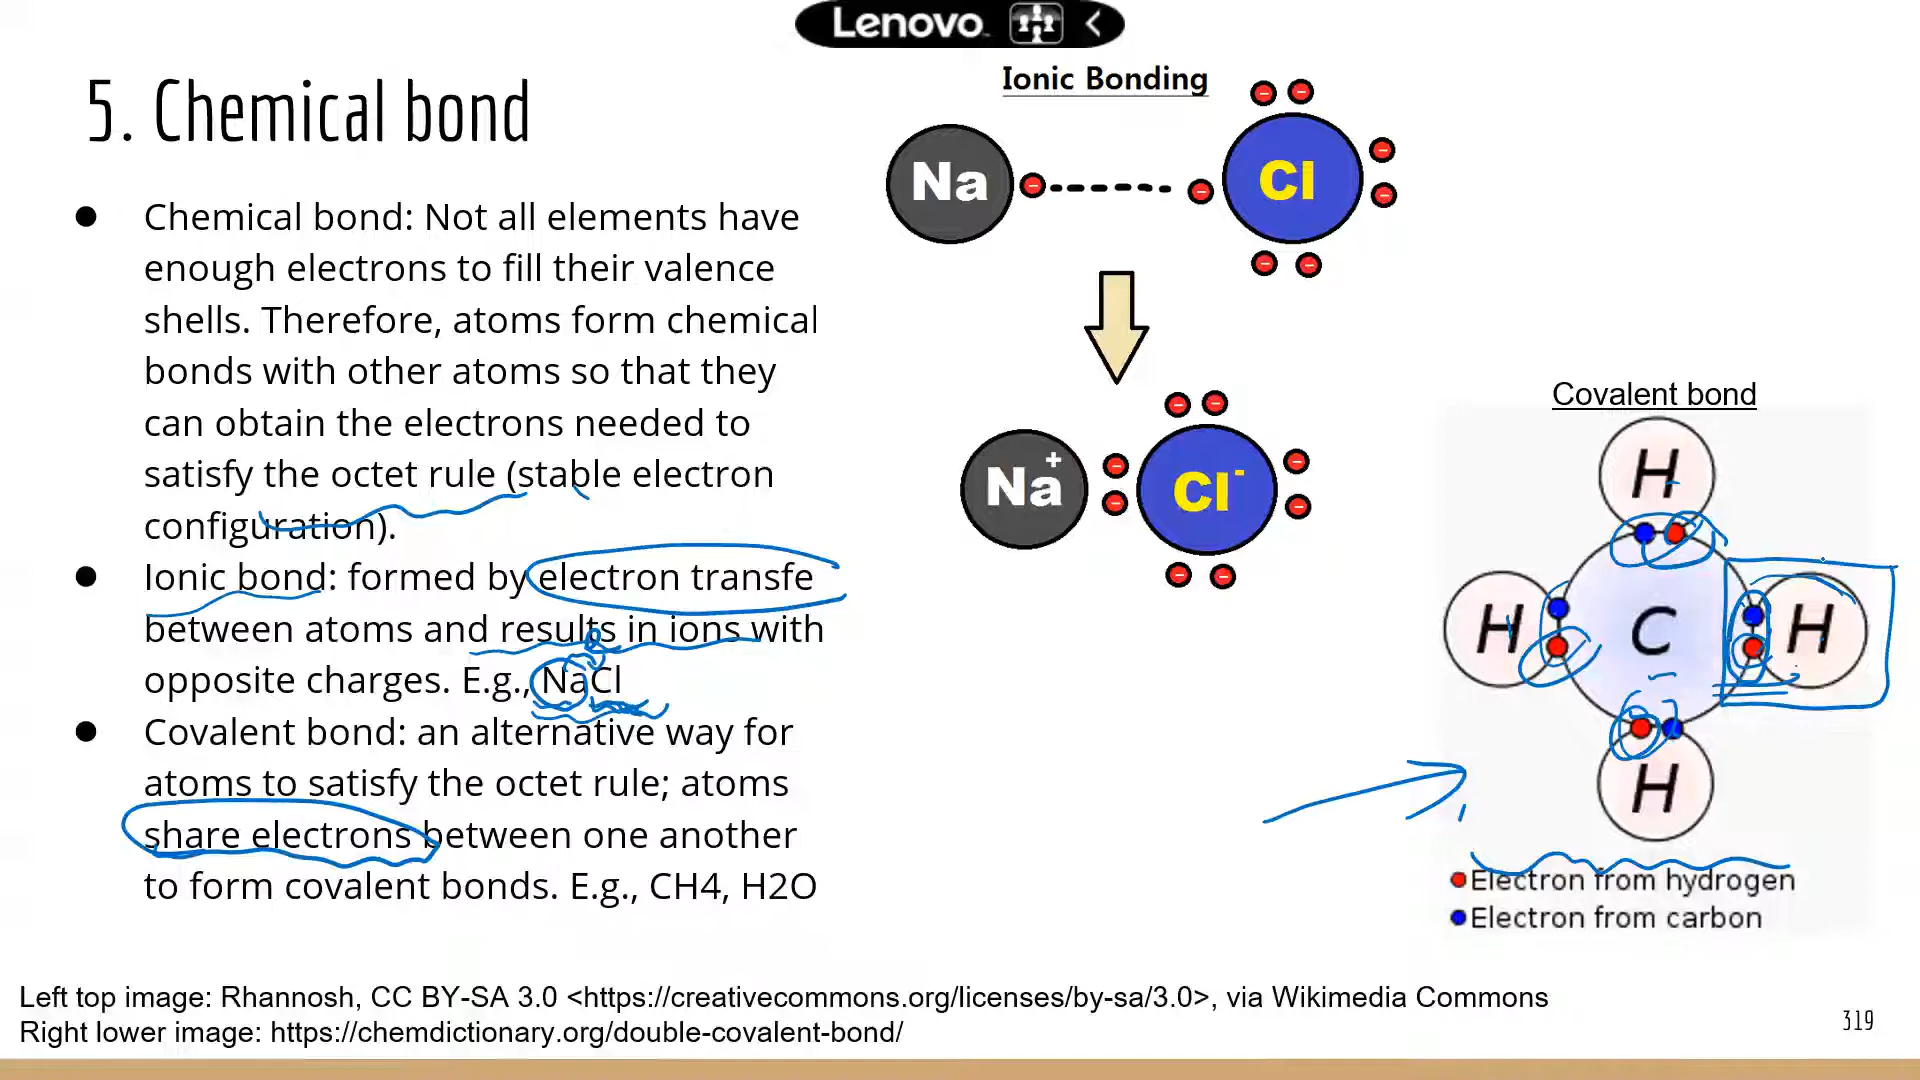 Lenovo
5. Chemical bond
● Chemical bond: Not all elements have
enough electrons to fill their valence
shells. Therefore, atoms form chemical
bonds with other atoms so that they
can obtain the electrons needed to
satisfy the octet rule (stable electron
configuration).
● Ionic bond: formed by electron transfe
between atoms and results in ions with
opposite charges. E.g., NaCl
● Covalent bond: an alternative way for
atoms to satisfy the octet rule; atoms
share electrons between one another
to form covalent bonds. E.g., CH4, H2O
Ionic Bonding
Na
Cl
Na+
Cl-
Covalent bond
H
H C H
H
Electron from hydrogen
Electron from carbon
Left top image: Rhannosh, CC BY-SA 3.0 <https://creativecommons.org/licenses/by-sa/3.0>, via Wikimedia Commons
Right lower image: https://chemdictionary.org/double-covalent-bond/
319